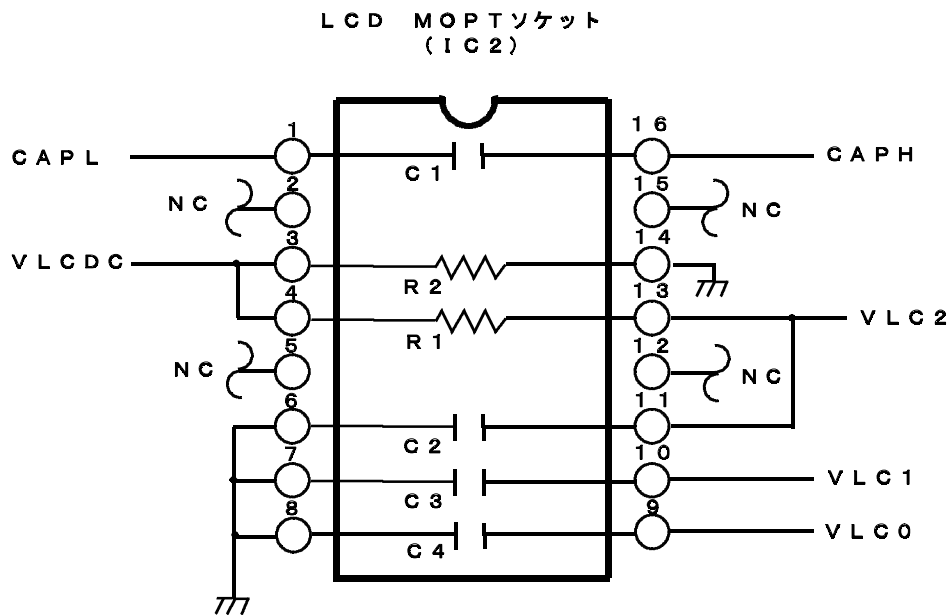 LCD MOPTソケット
(IC2)
1 16
CAPL C1 CAPH
2 15
NC NC
3 14
VLCDC R2
4 13
R1 VLC2
5 12
NC NC
6 11
C2
7 10
C3 VLC1
8 9
C4 VLC0